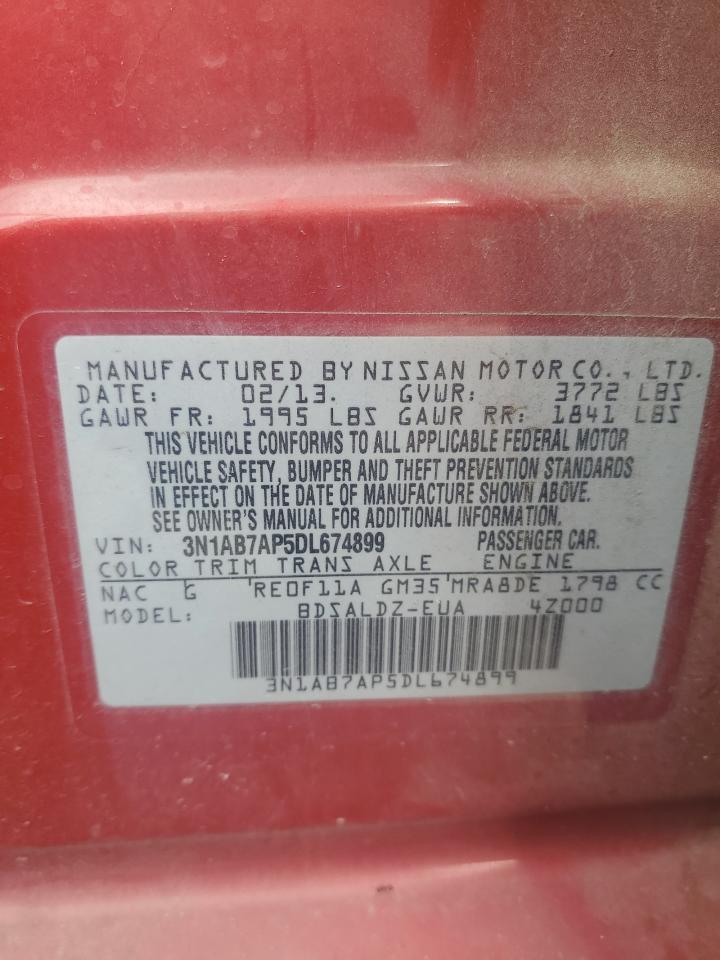 MANUFACTURED BY NISSAN MOTOR CO., LTD.
DATE: 02/13. GVWR: 3772 LBS
GAWR FR: 1995 LBS GAWR RR: 1841 LBS
THIS VEHICLE CONFORMS TO ALL APPLICABLE FEDERAL MOTOR
VEHICLE SAFETY, BUMPER AND THEFT PREVENTION STANDARDS
IN EFFECT ON THE DATE OF MANUFACTURE SHOWN ABOVE.
SEE OWNER'S MANUAL FOR ADDITIONAL INFORMATION.
VIN: 3N1AB7AP5DL674899 PASSENGER CAR.
COLOR TRIM TRANS AXLE ENGINE
NAC G 'RE0F11A GM35'MRA8DE 1798 CC
MODEL: BDSALDZ-EUA 4Z000
3N1AB7AP5DL674899